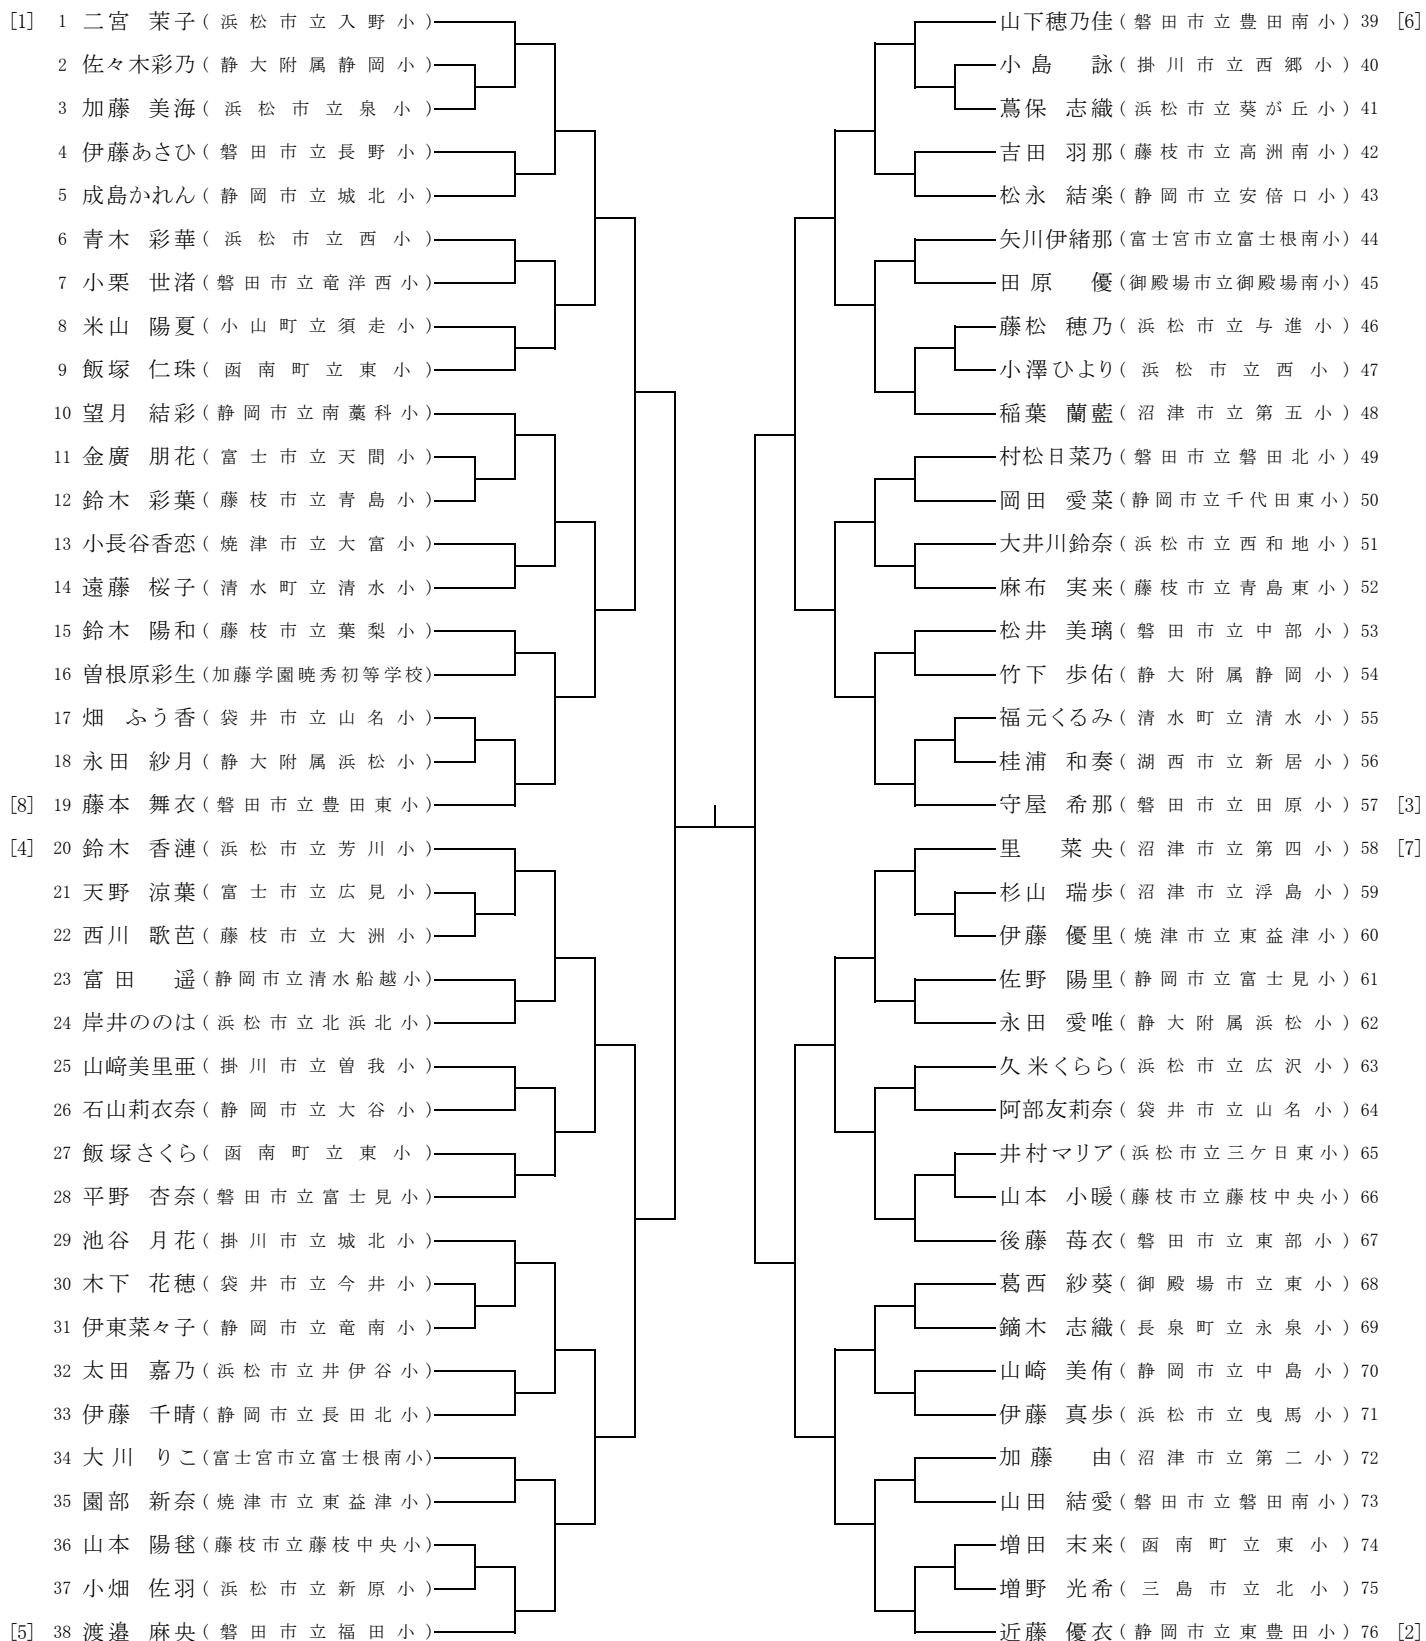 [1] 1 二宮 茉子(浜松市立入野小)
2 佐々木彩乃(静大附属静岡小)
3 加藤 美海(浜松市立泉小)
4 伊藤あさひ(磐田市立長野小)
5 成島かれん(静岡市立城北小)
6 青木 彩華(浜松市立西小)
7 小栗 世渚(磐田市立竜洋西小)
8 米山 陽夏(小山町立須走小)
9 飯塚 仁珠(函南町立東小)
10 望月 結彩(静岡市立南藁科小)
11 金廣 朋花(富士市立天間小)
12 鈴木 彩葉(藤枝市立青島小)
13 小長谷香恋(焼津市立大富小)
14 遠藤 桜子(清水町立清水小)
15 鈴木 陽和(藤枝市立葉梨小)
16 曽根原彩生(加藤学園暁秀初等学校)
17 畑 ふう香(袋井市立山名小)
18 永田 紗月(静大附属浜松小)
[8] 19 藤本 舞衣(磐田市立豊田東小)
[4] 20 鈴木 香漣(浜松市立芳川小)
21 天野 涼葉(富士市立広見小)
22 西川 歌芭(藤枝市立大洲小)
23 富田 遥(静岡市立清水船越小)
24 岸井ののは(浜松市立北浜北小)
25 山﨑美里亜(掛川市立曽我小)
26 石山莉衣奈(静岡市立大谷小)
27 飯塚さくら(函南町立東小)
28 平野 杏奈(磐田市立富士見小)
29 池谷 月花(掛川市立城北小)
30 木下 花穂(袋井市立今井小)
31 伊東菜々子(静岡市立竜南小)
32 太田 嘉乃(浜松市立井伊谷小)
33 伊藤 千晴(静岡市立長田北小)
34 大川 りこ(富士宮市立富士根南小)
35 園部 新奈(焼津市立東益津小)
36 山本 陽毬(藤枝市立藤枝中央小)
37 小畑 佐羽(浜松市立新原小)
[5] 38 渡邉 麻央(磐田市立福田小)
山下穂乃佳(磐田市立豊田南小) 39 [6]
小島 詠(掛川市立西郷小) 40
蔦保 志織(浜松市立葵が丘小) 41
吉田 羽那(藤枝市立高洲南小) 42
松永 結楽(静岡市立安倍口小) 43
矢川伊緒那(富士宮市立富士根南小) 44
田原 優(御殿場市立御殿場南小) 45
藤松 穂乃(浜松市立与進小) 46
小澤ひより(浜松市立西小) 47
稲葉 蘭藍(沼津市立第五小) 48
村松日菜乃(磐田市立磐田北小) 49
岡田 愛菜(静岡市立千代田東小) 50
大井川鈴奈(浜松市立西和地小) 51
麻布 実来(藤枝市立青島東小) 52
松井 美璃(磐田市立中部小) 53
竹下 歩佑(静大附属静岡小) 54
福元くるみ(清水町立清水小) 55
桂浦 和奏(湖西市立新居小) 56
守屋 希那(磐田市立田原小) 57 [3]
里 菜央(沼津市立第四小) 58 [7]
杉山 瑞歩(沼津市立浮島小) 59
伊藤 優里(焼津市立東益津小) 60
佐野 陽里(静岡市立富士見小) 61
永田 愛唯(静大附属浜松小) 62
久米くらら(浜松市立広沢小) 63
阿部友莉奈(袋井市立山名小) 64
井村マリア(浜松市立三ケ日東小) 65
山本 小暖(藤枝市立藤枝中央小) 66
後藤 苺衣(磐田市立東部小) 67
葛西 紗葵(御殿場市立東小) 68
鏑木 志織(長泉町立永泉小) 69
山崎 美侑(静岡市立中島小) 70
伊藤 真歩(浜松市立曳馬小) 71
加藤 由(沼津市立第二小) 72
山田 結愛(磐田市立磐田南小) 73
増田 末来(函南町立東小) 74
増野 光希(三島市立北小) 75
近藤 優衣(静岡市立東豊田小) 76 [2]